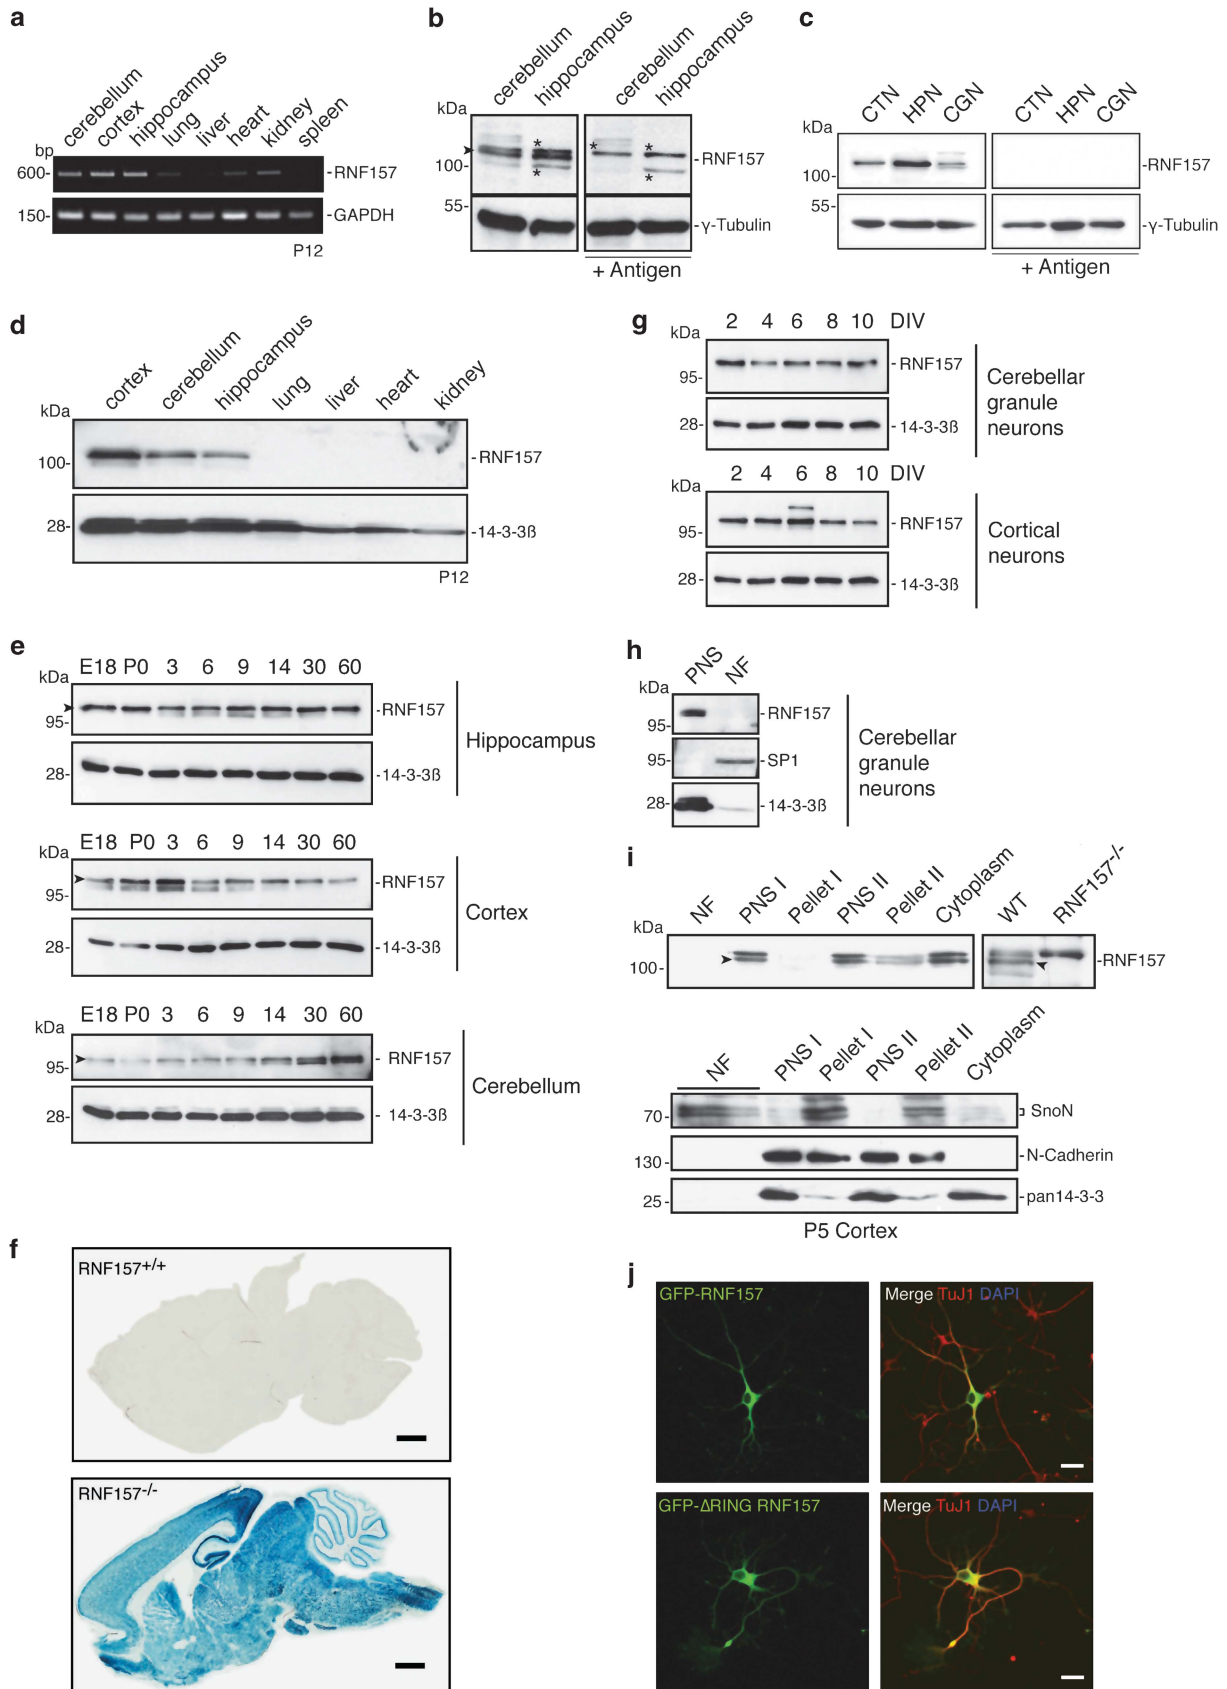 a
cerebellum cortex hippocampus lung liver heart kidney spleen
bp
600- -RNF157
150- -GAPDH
P12
b
cerebellum hippocampus cerebellum hippocampus
kDa
100- -RNF157
* * * * *
55- -γ-Tubulin
+ Antigen
c
CTN HPN CGN CTN HPN CGN
kDa
100- -RNF157
55- -γ-Tubulin
+ Antigen
d
cortex cerebellum hippocampus lung liver heart kidney
kDa
100- -RNF157
28- -14-3-3ß
P12
g
2 4 6 8 10 DIV
kDa
95- -RNF157
28- -14-3-3ß
Cerebellar
granule
neurons
2 4 6 8 10 DIV
kDa
95- -RNF157
28- -14-3-3ß
Cortical
neurons
e
E18 P0 3 6 9 14 30 60
kDa
95- -RNF157
28- -14-3-3ß
Hippocampus
E18 P0 3 6 9 14 30 60
kDa
95- -RNF157
28- -14-3-3ß
Cortex
E18 P0 3 6 9 14 30 60
kDa
95- - RNF157
28- - 14-3-3ß
Cerebellum
h
PNS NF
kDa
95- -RNF157
95- -SP1
28- -14-3-3ß
Cerebellar
granule
neurons
i
NF PNS I Pellet I PNS II Pellet II Cytoplasm WT RNF157-/-
kDa
100- -RNF157
NF PNS I Pellet I PNS II Pellet II Cytoplasm
70- SnoN
130- -N-Cadherin
25- -pan14-3-3
P5 Cortex
f
RNF157+/+
RNF157-/-
j
GFP-RNF157 Merge TuJ1 DAPI
GFP-ΔRING RNF157 Merge TuJ1 DAPI